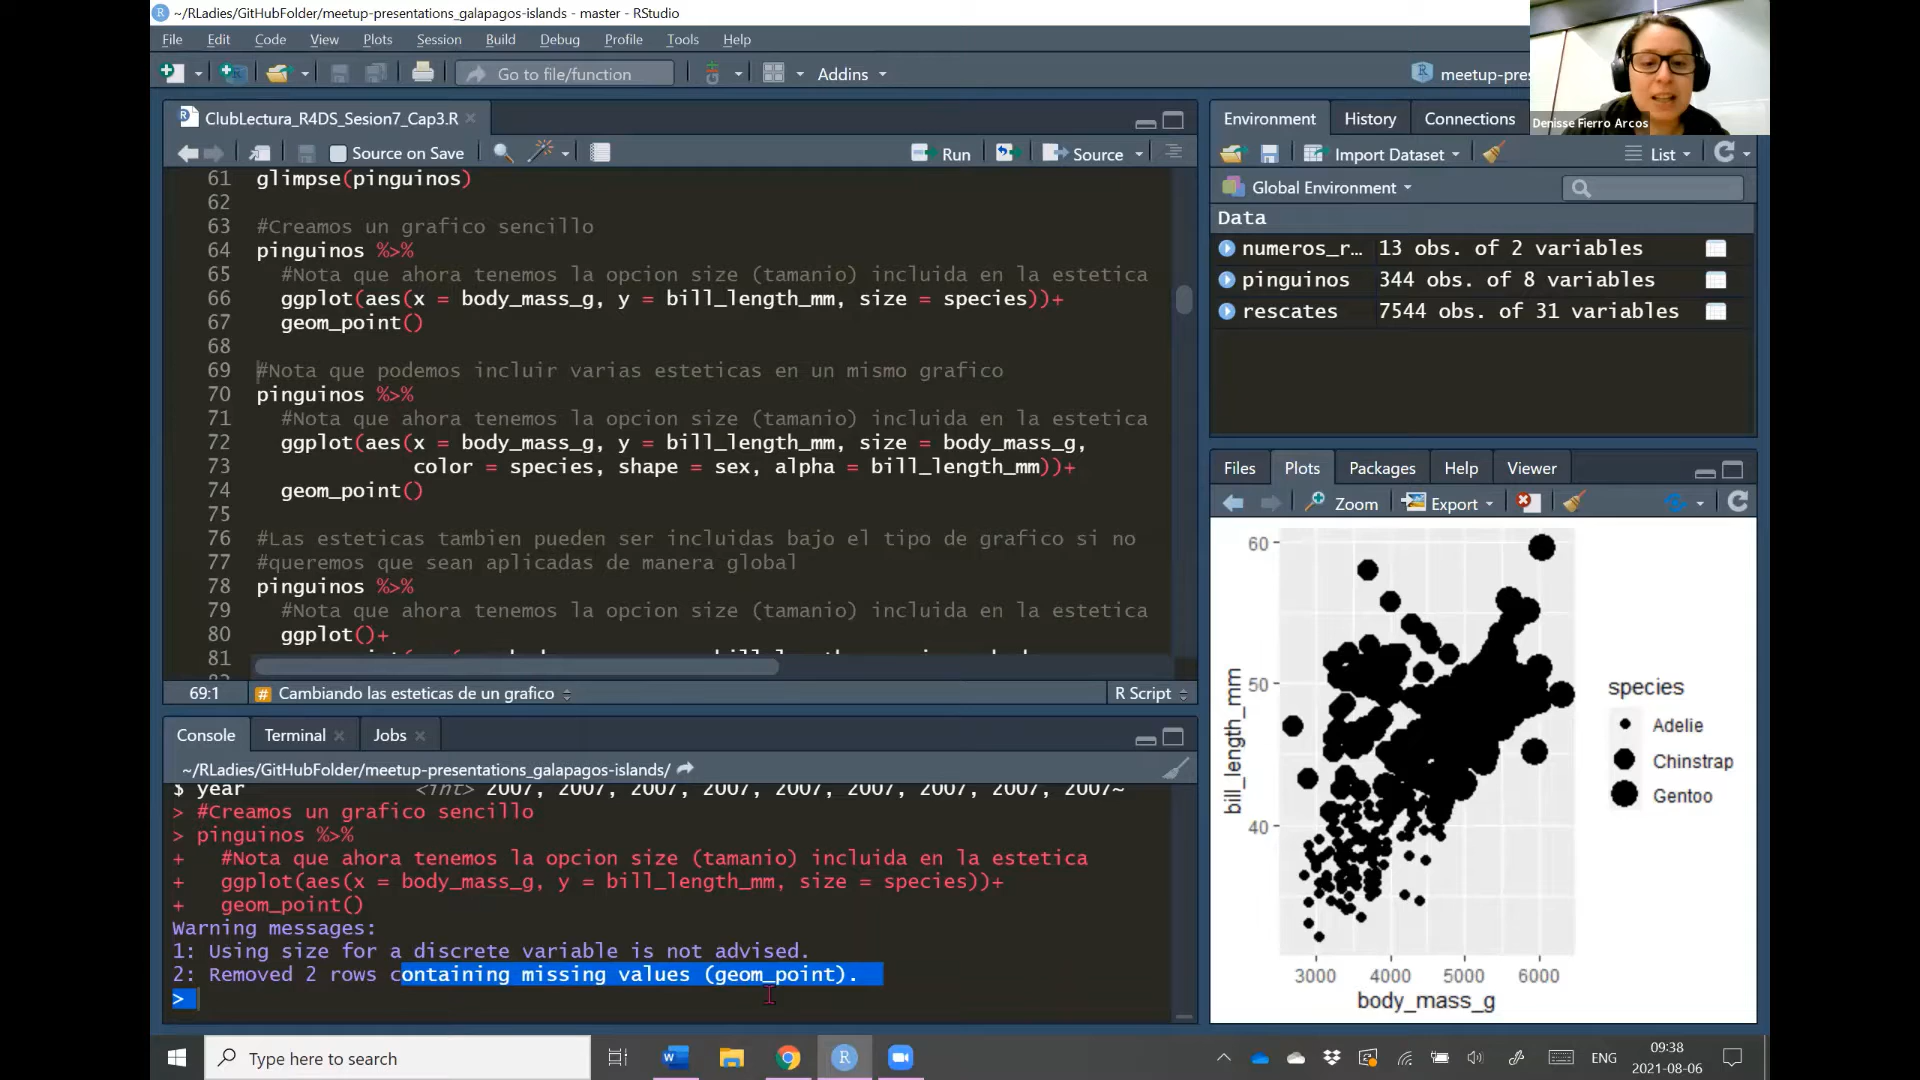 ~/RLadies/GitHubFolder/meetup-presentations_galapagos-islands - master - RStudio
File Edit Code View Plots Session Build Debug Profile Tools Help
Go to file/function Addins meetup-pres
Denisse Fierro Arcos
ClubLectura_R4DS_Sesion7_Cap3.R
Source on Save Run Source
61 glimpse(pinguinos)
62
63 #Creamos un grafico sencillo
64 pinguinos %>%
65 #Nota que ahora tenemos la opcion size (tamanio) incluida en la estetica
66 ggplot(aes(x = body_mass_g, y = bill_length_mm, size = species))+
67 geom_point()
68
69 #Nota que podemos incluir varias esteticas en un mismo grafico
70 pinguinos %>%
71 #Nota que ahora tenemos la opcion size (tamanio) incluida en la estetica
72 ggplot(aes(x = body_mass_g, y = bill_length_mm, size = body_mass_g,
73 color = species, shape = sex, alpha = bill_length_mm))+
74 geom_point()
75
76 #Las esteticas tambien pueden ser incluidas bajo el tipo de grafico si no
77 #queremos que sean aplicadas de manera global
78 pinguinos %>%
79 #Nota que ahora tenemos la opcion size (tamanio) incluida en la estetica
80 ggplot()+
81
69:1 # Cambiando las esteticas de un grafico R Script
Console Terminal Jobs
~/RLadies/GitHubFolder/meetup-presentations_galapagos-islands/
$ year <int> 2007, 2007, 2007, 2007, 2007, 2007, 2007, 2007, 2007~
> #Creamos un grafico sencillo
> pinguinos %>%
+ #Nota que ahora tenemos la opcion size (tamanio) incluida en la estetica
+ ggplot(aes(x = body_mass_g, y = bill_length_mm, size = species))+
+ geom_point()
Warning messages:
1: Using size for a discrete variable is not advised.
2: Removed 2 rows containing missing values (geom_point).
>
Environment History Connections
Import Dataset List
Global Environment
Data
numeros_r… 13 obs. of 2 variables
pinguinos 344 obs. of 8 variables
rescates 7544 obs. of 31 variables
Files Plots Packages Help Viewer
Zoom Export
60
50
40
bill_length_mm
3000 4000 5000 6000
body_mass_g
species
Adelie
Chinstrap
Gentoo
Type here to search
ENG
09:38
2021-08-06